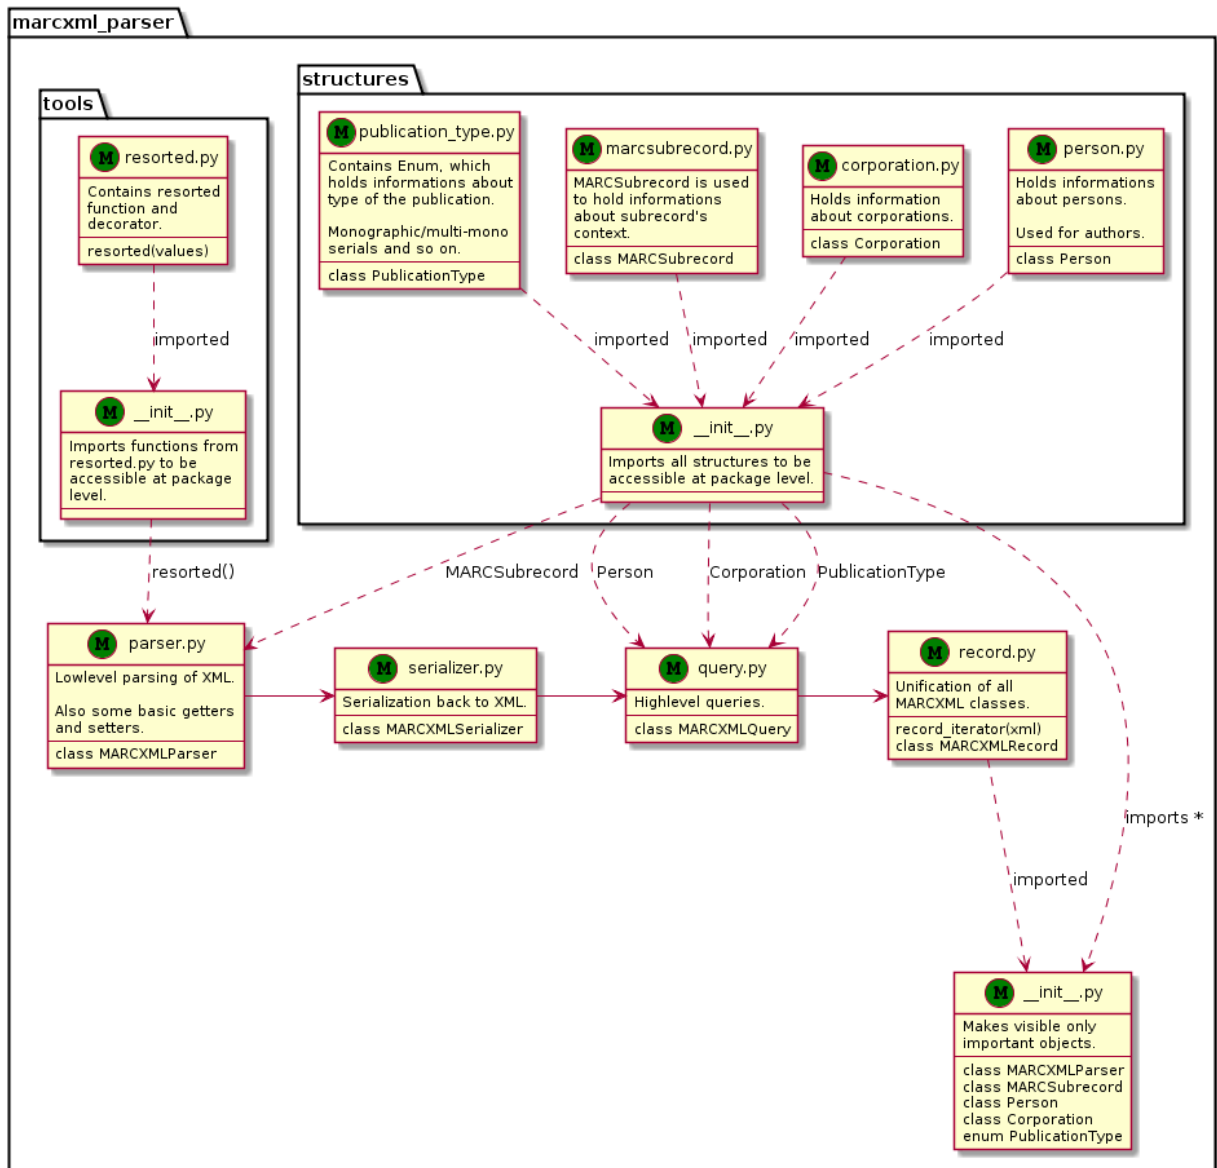 marcxml_parser
tools
M resorted.py
Contains resorted
function and
decorator.
resorted(values)
imported
M __init__.py
Imports functions from
resorted.py to be
accessible at package
level.
resorted()
structures
M publication_type.py
Contains Enum, which
holds informations about
type of the publication.
Monographic/multi-mono
serials and so on.
class PublicationType
M marcsubrecord.py
MARCSubrecord is used
to hold informations
about subrecord's
context.
class MARCSubrecord
M corporation.py
Holds information
about corporations.
class Corporation
M person.py
Holds informations
about persons.
Used for authors.
class Person
imported
imported
imported
imported
M __init__.py
Imports all structures to be
accessible at package level.
MARCSubrecord
Person
Corporation
PublicationType
M parser.py
Lowlevel parsing of XML.
Also some basic getters
and setters.
class MARCXMLParser
M serializer.py
Serialization back to XML.
class MARCXMLSerializer
M query.py
Highlevel queries.
class MARCXMLQuery
M record.py
Unification of all
MARCXML classes.
record_iterator(xml)
class MARCXMLRecord
imports *
imported
M __init__.py
Makes visible only
important objects.
class MARCXMLParser
class MARCSubrecord
class Person
class Corporation
enum PublicationType